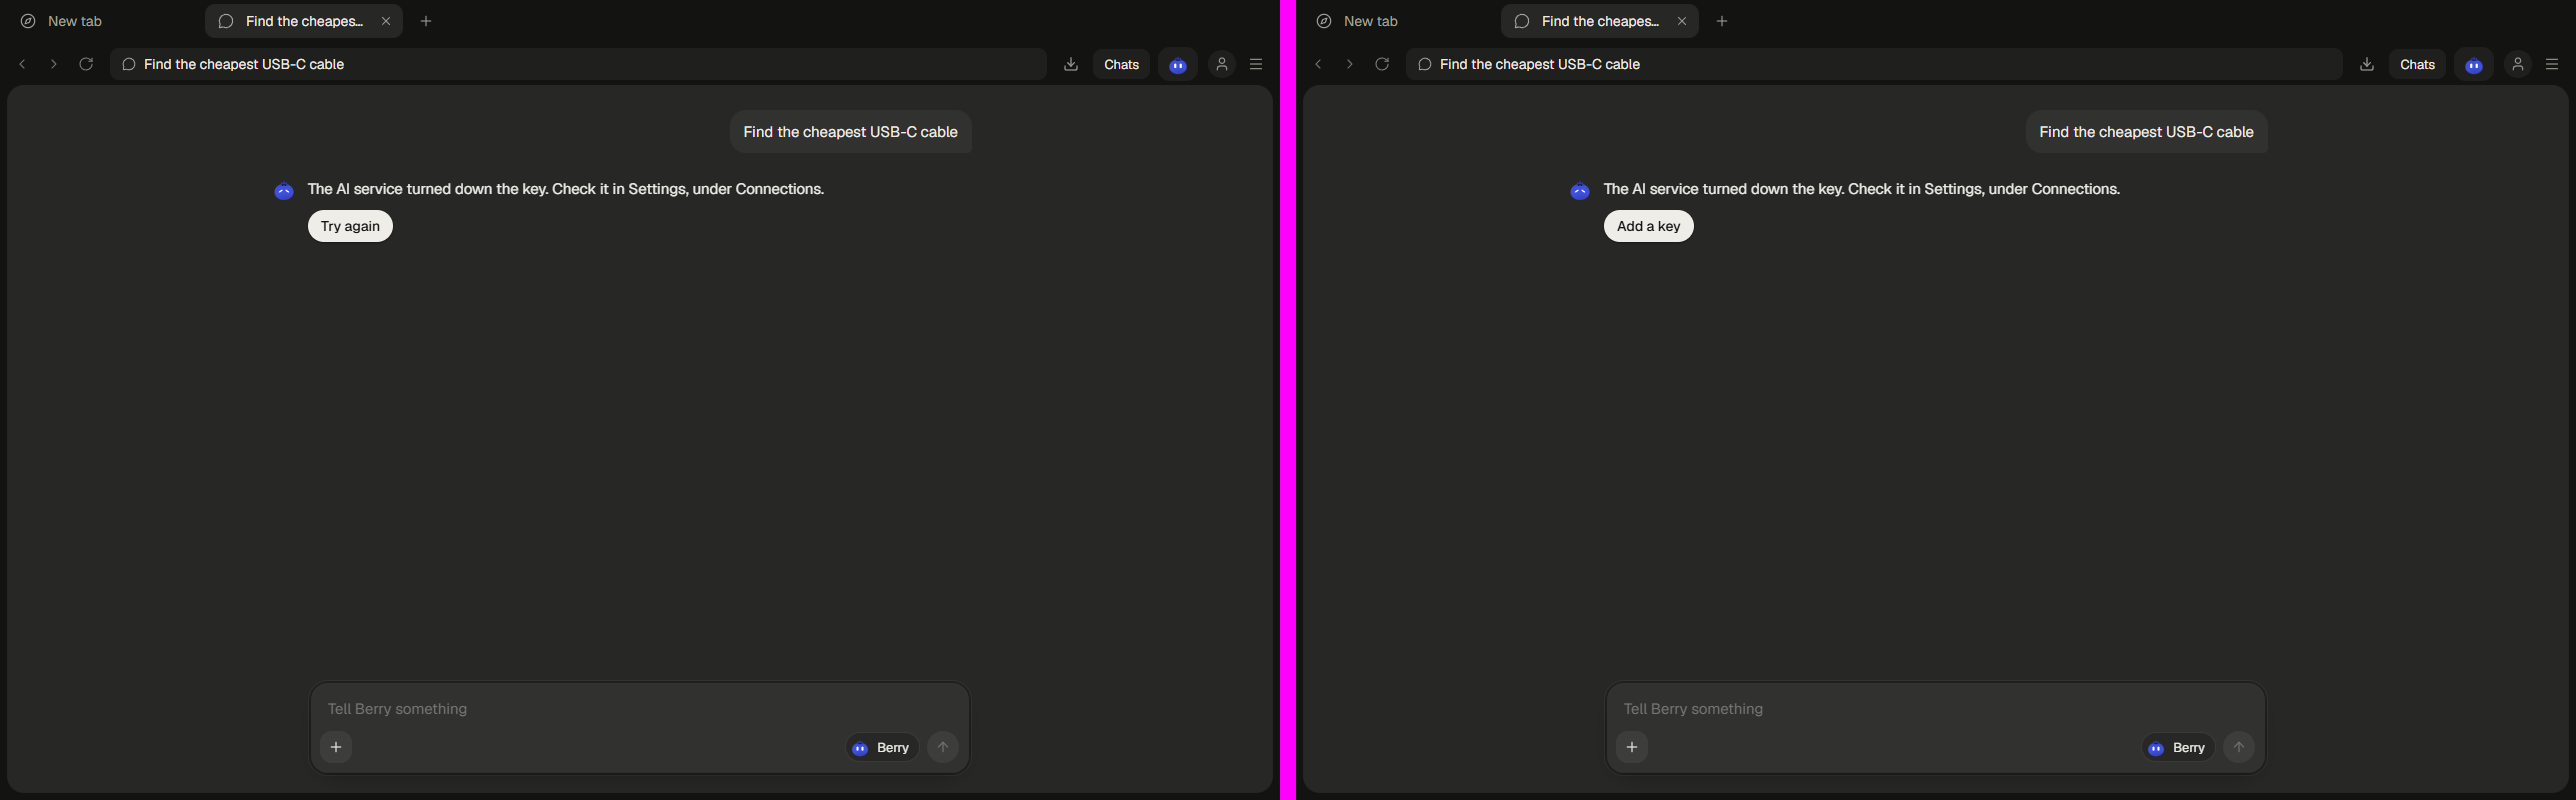 New tab
Find the cheapes...
Find the cheapest USB-C cable
Chats
Find the cheapest USB-C cable
The AI service turned down the key. Check it in Settings, under Connections.
Try again
Tell Berry something
Berry
New tab
Find the cheapes...
Find the cheapest USB-C cable
Chats
Find the cheapest USB-C cable
The AI service turned down the key. Check it in Settings, under Connections.
Add a key
Tell Berry something
Berry